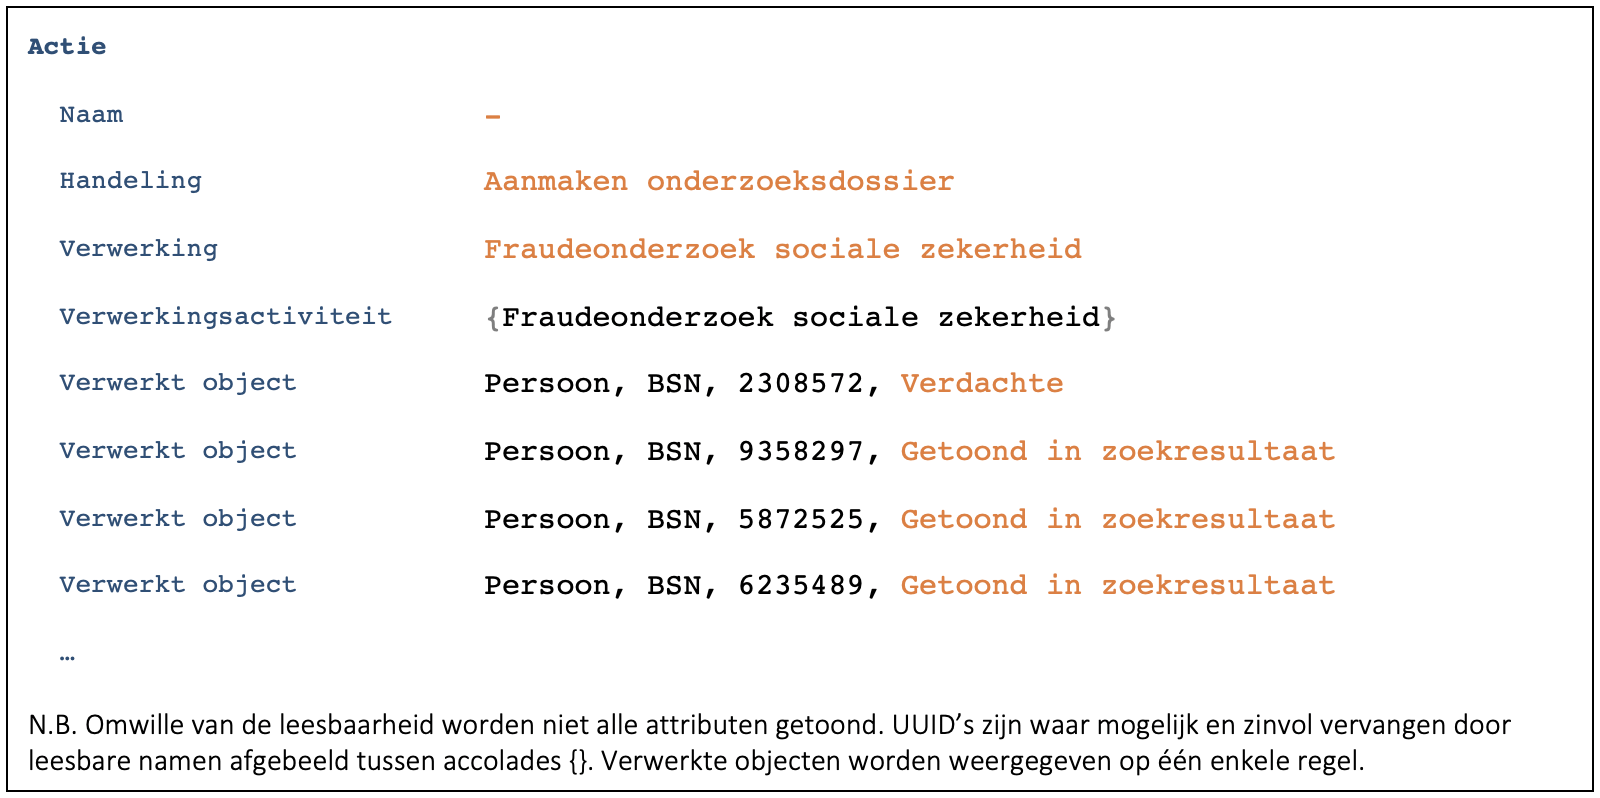 Actie
Naam -
Handeling Aanmaken onderzoeksdossier
Verwerking Fraudeonderzoek sociale zekerheid
Verwerkingsactiviteit {Fraudeonderzoek sociale zekerheid}
Verwerkt object Persoon, BSN, 2308572, Verdachte
Verwerkt object Persoon, BSN, 9358297, Getoond in zoekresultaat
Verwerkt object Persoon, BSN, 5872525, Getoond in zoekresultaat
Verwerkt object Persoon, BSN, 6235489, Getoond in zoekresultaat
…
N.B. Omwille van de leesbaarheid worden niet alle attributen getoond. UUID’s zijn waar mogelijk en zinvol vervangen door
leesbare namen afgebeeld tussen accolades {}. Verwerkte objecten worden weergegeven op één enkele regel.